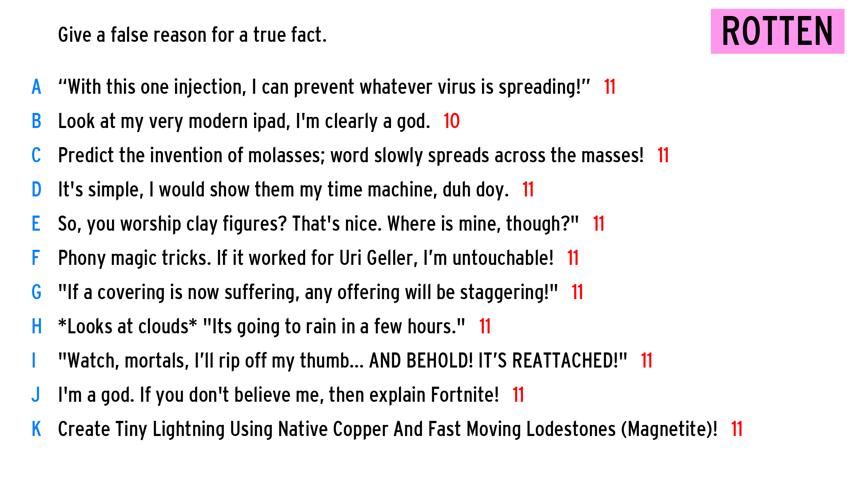 Give a false reason for a true fact.
ROTTEN
A “With this one injection, I can prevent whatever virus is spreading!” 11
B Look at my very modern ipad, I'm clearly a god. 10
C Predict the invention of molasses; word slowly spreads across the masses! 11
D It's simple, I would show them my time machine, duh doy. 11
E So, you worship clay figures? That's nice. Where is mine, though?" 11
F Phony magic tricks. If it worked for Uri Geller, I’m untouchable! 11
G "If a covering is now suffering, any offering will be staggering!" 11
H *Looks at clouds* "Its going to rain in a few hours." 11
I "Watch, mortals, I’ll rip off my thumb... AND BEHOLD! IT’S REATTACHED!" 11
J I'm a god. If you don't believe me, then explain Fortnite! 11
K Create Tiny Lightning Using Native Copper And Fast Moving Lodestones (Magnetite)! 11